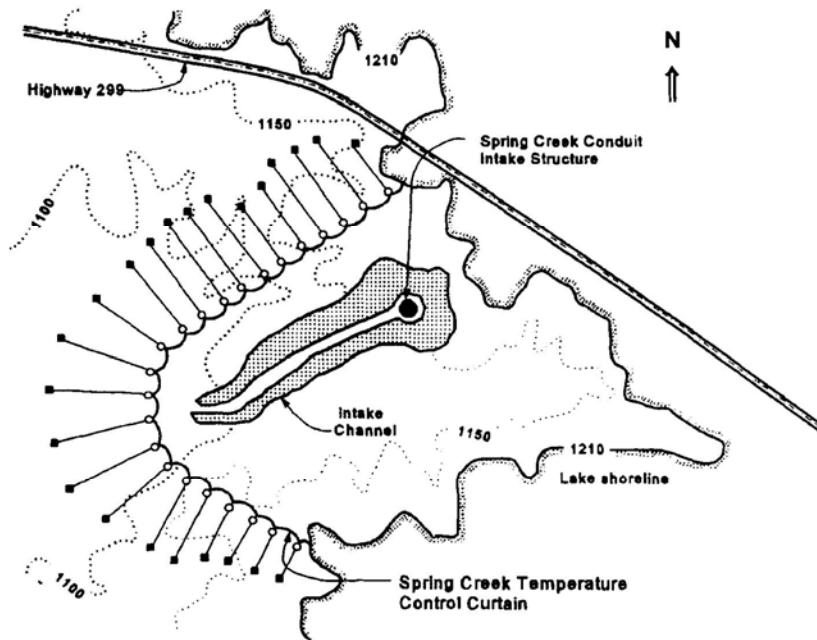 1210
N
Highway 299
1150
Spring Creek Conduit
Intake Structure
1100
Intake
Channel
1150
1210
Lake shoreline
1100
Spring Creek Temperature
Control Curtain